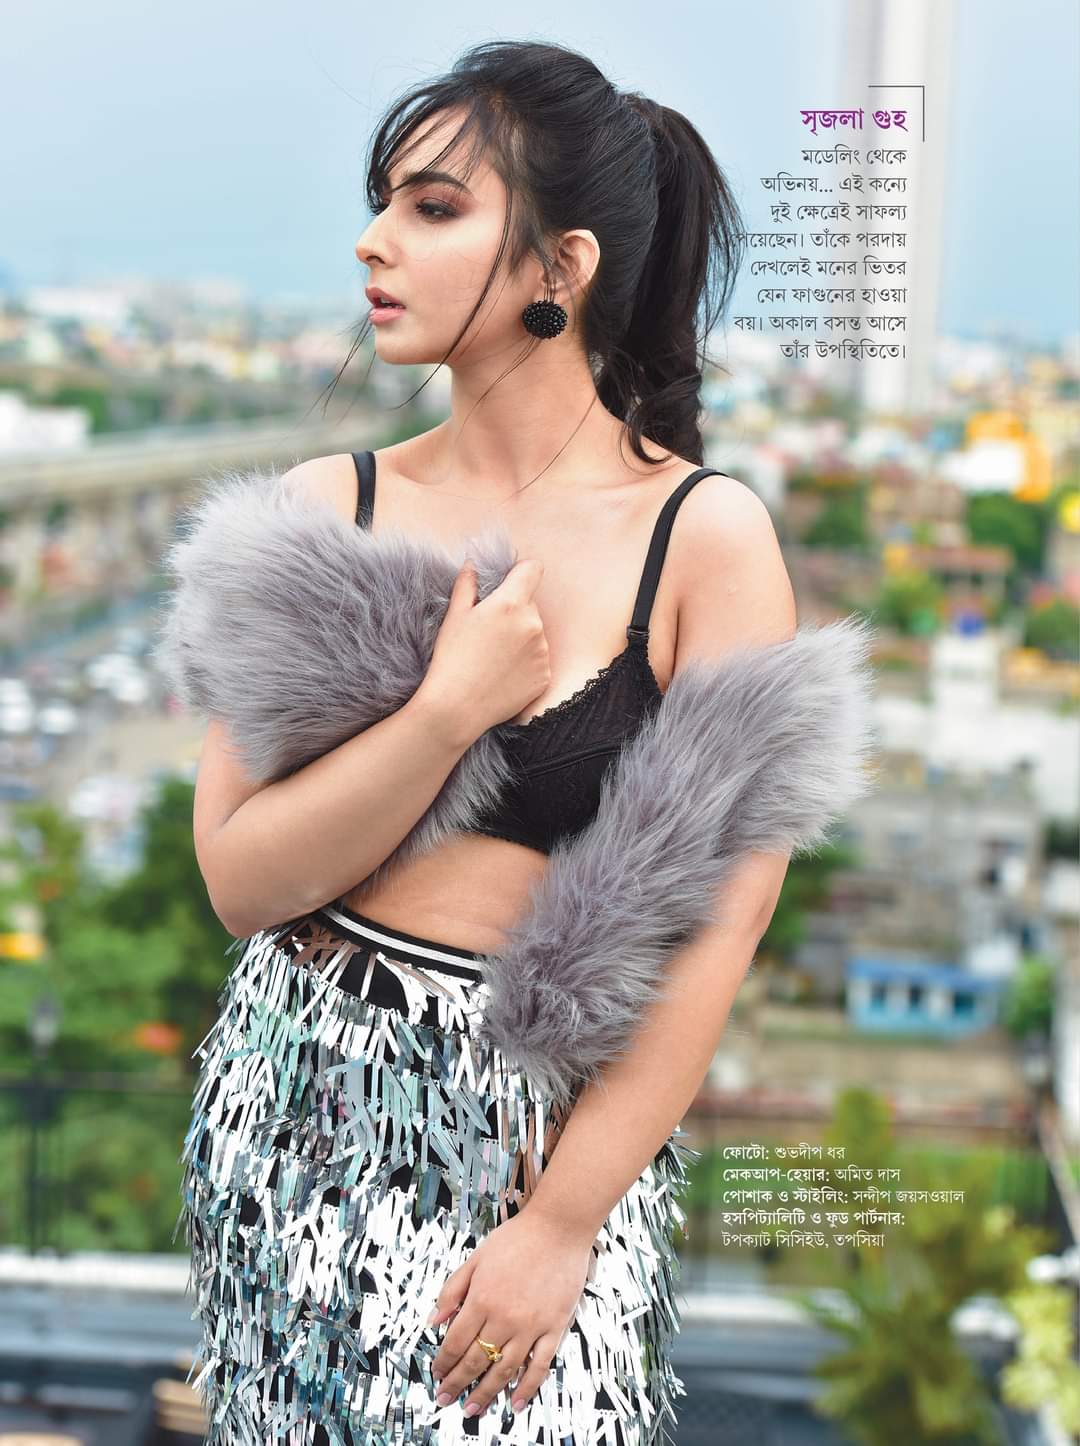 সৃজলা গুহ
মডেলিং থেকে
অভিনয়... এই কন্যে
দুই ক্ষেত্রেই সাফল্য
পেয়েছেন। তাঁকে পরদায়
দেখলেই মনের ভিতর
যেন ফাগুনের হাওয়া
বয়। অকাল বসন্ত আসে
তাঁর উপস্থিতিতে।
ফোটো: শুভদীপ ধর
মেকআপ-হেয়ার: অমিত দাস
পোশাক ও স্টাইলিং: সন্দীপ জয়সওয়াল
হসপিট্যালিটি ও ফুড পার্টনার:
টপক্যাট সিসিইউ, তপসিয়া